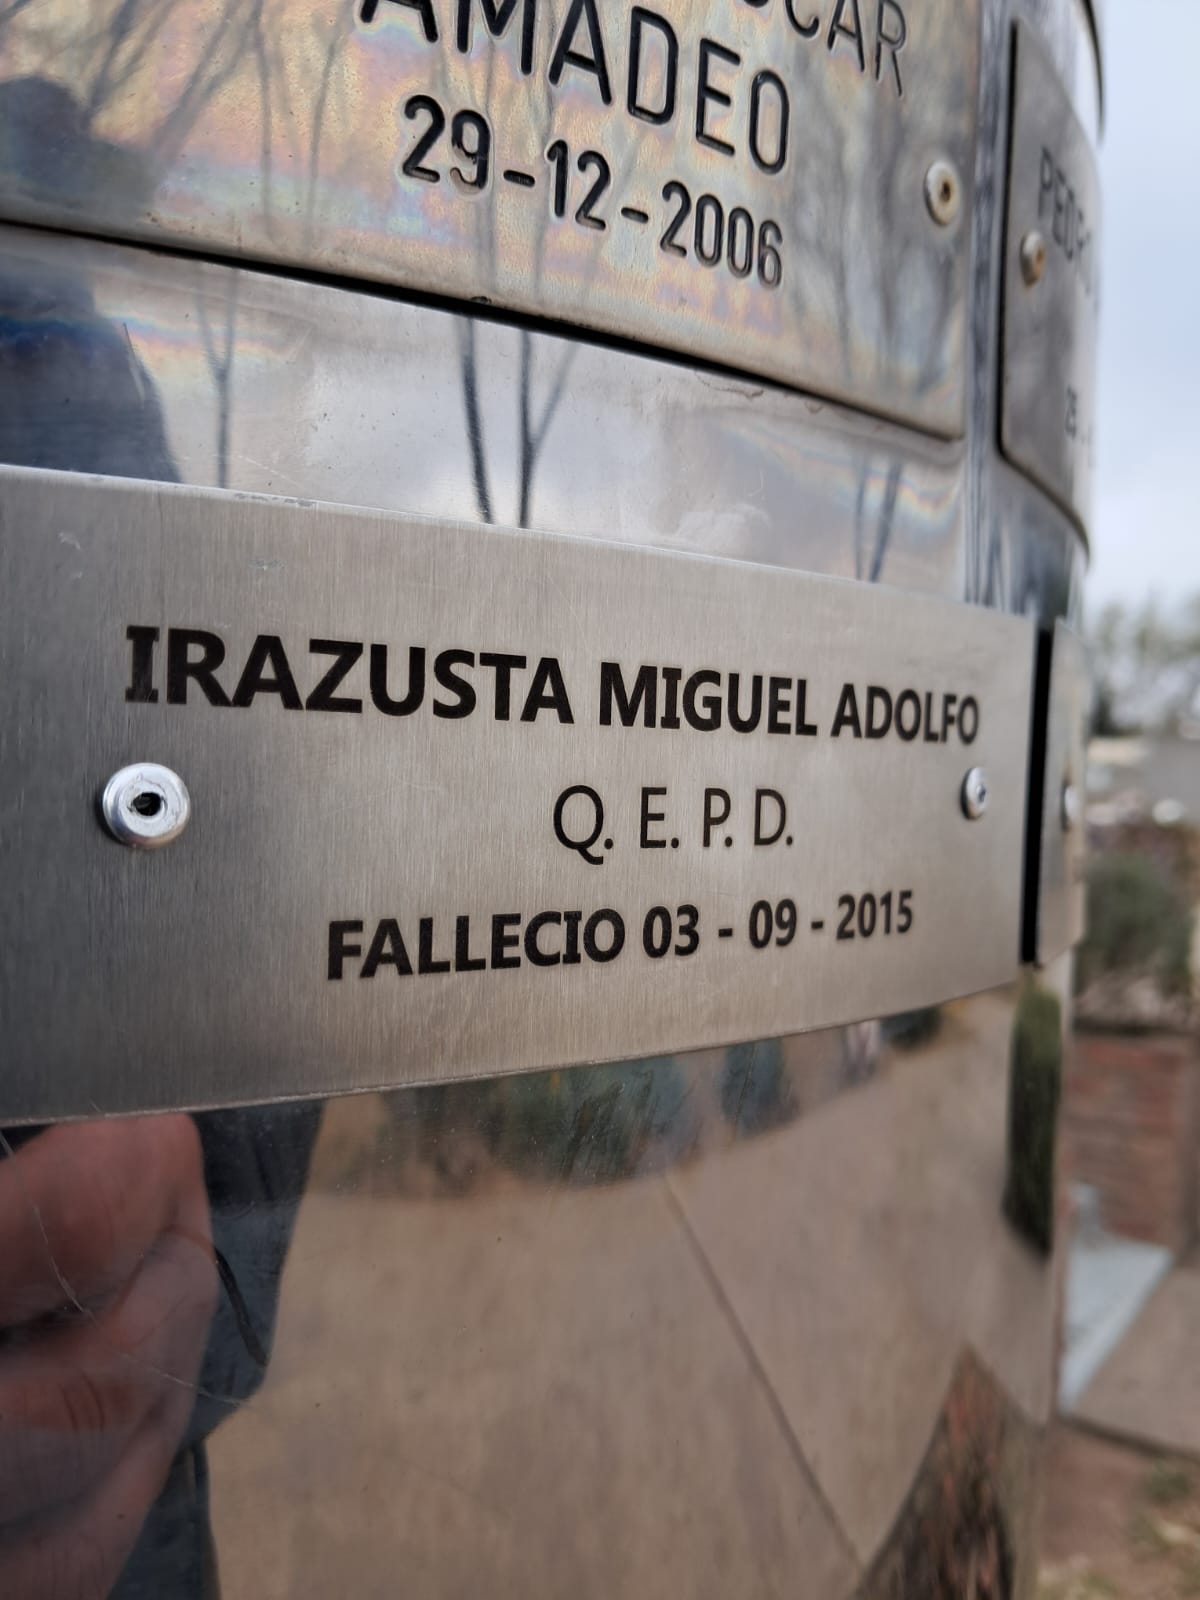 AMADEO
29-12-2006
IRAZUSTA MIGUEL ADOLFO
Q. E. P. D.
FALLECIO 03 - 09 - 2015